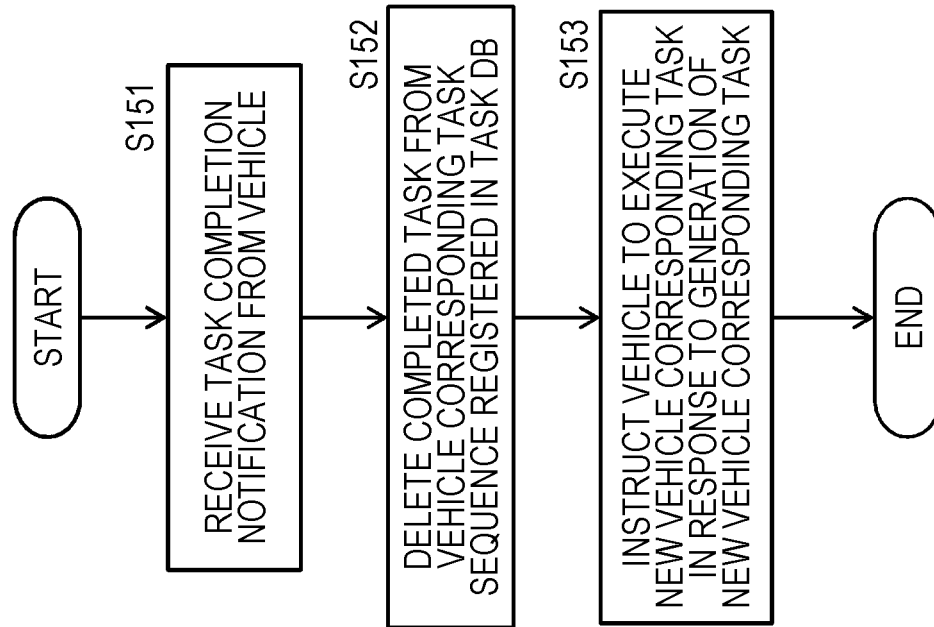 START
S151
RECEIVE TASK COMPLETION
NOTIFICATION FROM VEHICLE
S152
DELETE COMPLETED TASK FROM
VEHICLE CORRESPONDING TASK
SEQUENCE REGISTERED IN TASK DB
S153
INSTRUCT VEHICLE TO EXECUTE
NEW VEHICLE CORRESPONDING TASK
IN RESPONSE TO GENERATION OF
NEW VEHICLE CORRESPONDING TASK
END